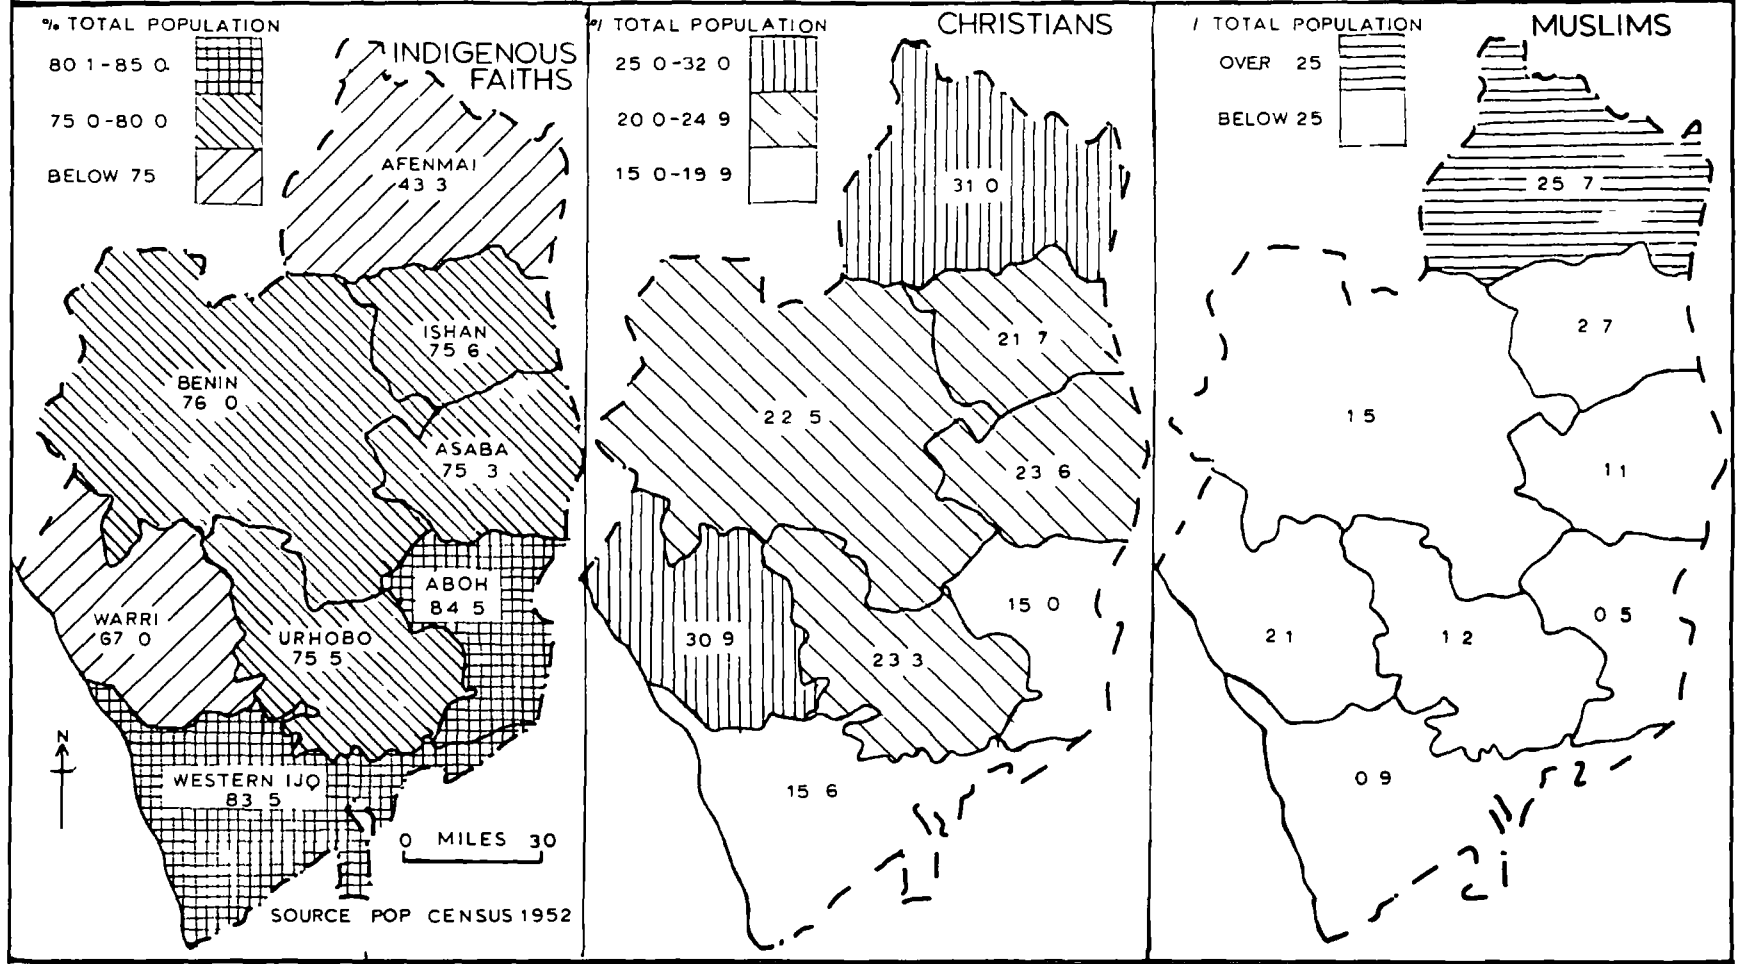 % TOTAL POPULATION
80 1-85 0
75 0-80 0
BELOW 75
INDIGENOUS
FAITHS
AFENMAI
43 3
ISHAN
75 6
BENIN
76 0
ASABA
75 3
ABOH
84 5
WARRI
67 0
URHOBO
75 5
N
WESTERN IJO
83 5
0 MILES 30
SOURCE POP CENSUS 1952
% TOTAL POPULATION
25 0-32 0
20 0-24 9
15 0-19 9
CHRISTIANS
31 0
21 7
22 5
23 6
15 0
30 9
23 3
15 6
/ TOTAL POPULATION
OVER 25
BELOW 25
MUSLIMS
25 7
2 7
1 5
1 1
0 5
2 1
1 2
0 9